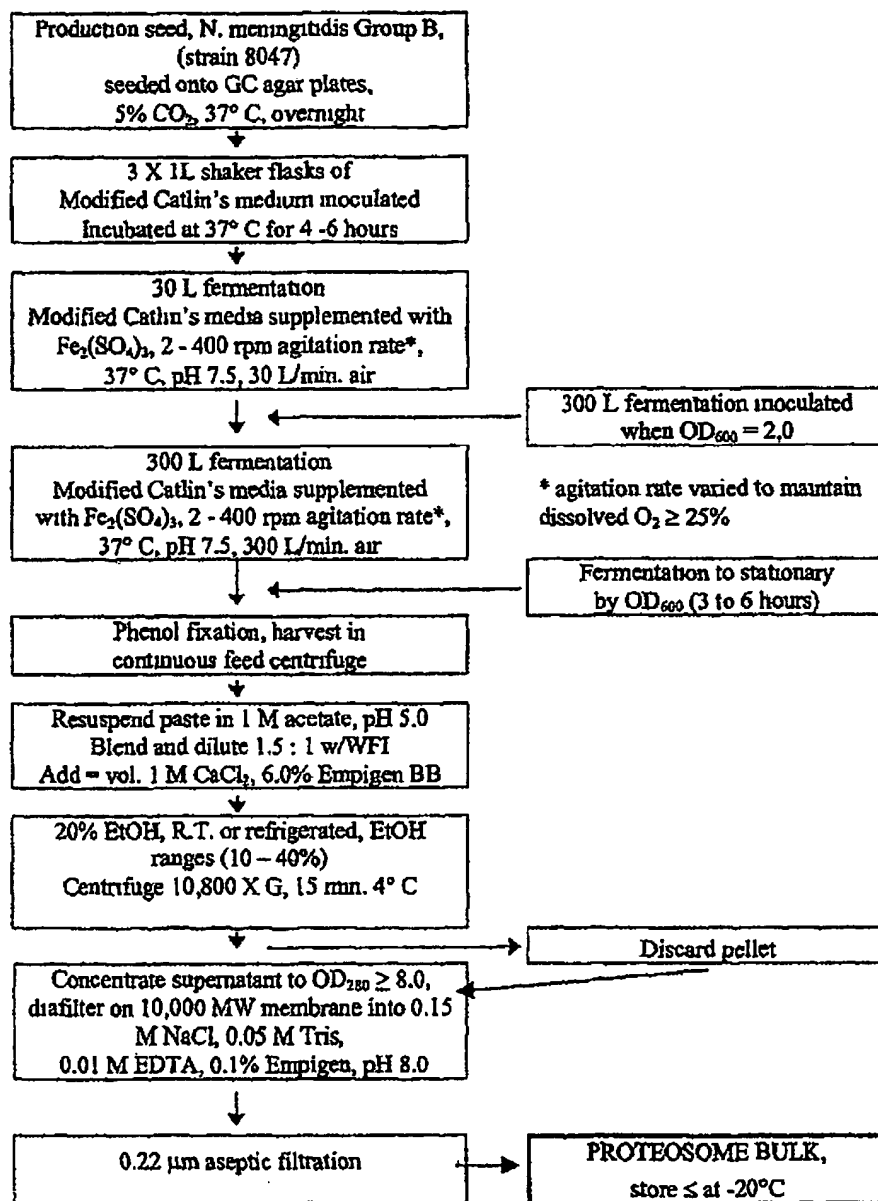 Production seed, N. meningitidis Group B,
(strain 8047)
seeded onto GC agar plates,
5% CO₂, 37° C, overnight
3 X 1L shaker flasks of
Modified Catlin's medium inoculated
Incubated at 37° C for 4 -6 hours
30 L fermentation
Modified Catlin's media supplemented with
Fe₂(SO₄)₃, 2 - 400 rpm agitation rate*,
37° C, pH 7.5, 30 L/min. air
300 L fermentation inoculated
when OD₆₀₀ = 2,0
300 L fermentation
Modified Catlin's media supplemented
with Fe₂(SO₄)₃, 2 - 400 rpm agitation rate*,
37° C, pH 7.5, 300 L/min. air
* agitation rate varied to maintain
dissolved O₂ ≥ 25%
Fermentation to stationary
by OD₆₀₀ (3 to 6 hours)
Phenol fixation, harvest in
continuous feed centrifuge
Resuspend paste in 1 M acetate, pH 5.0
Blend and dilute 1.5 : 1 w/WFI
Add = vol. 1 M CaCl₂, 6.0% Empigen BB
20% EtOH, R.T. or refrigerated, EtOH
ranges (10 – 40%)
Centrifuge 10,800 X G, 15 min. 4° C
Discard pellet
Concentrate supernatant to OD₂₈₀ ≥ 8.0,
diafilter on 10,000 MW membrane into 0.15
M NaCl, 0.05 M Tris,
0.01 M EDTA, 0.1% Empigen, pH 8.0
0.22 µm aseptic filtration
PROTEOSOME BULK,
store ≤ at -20°C